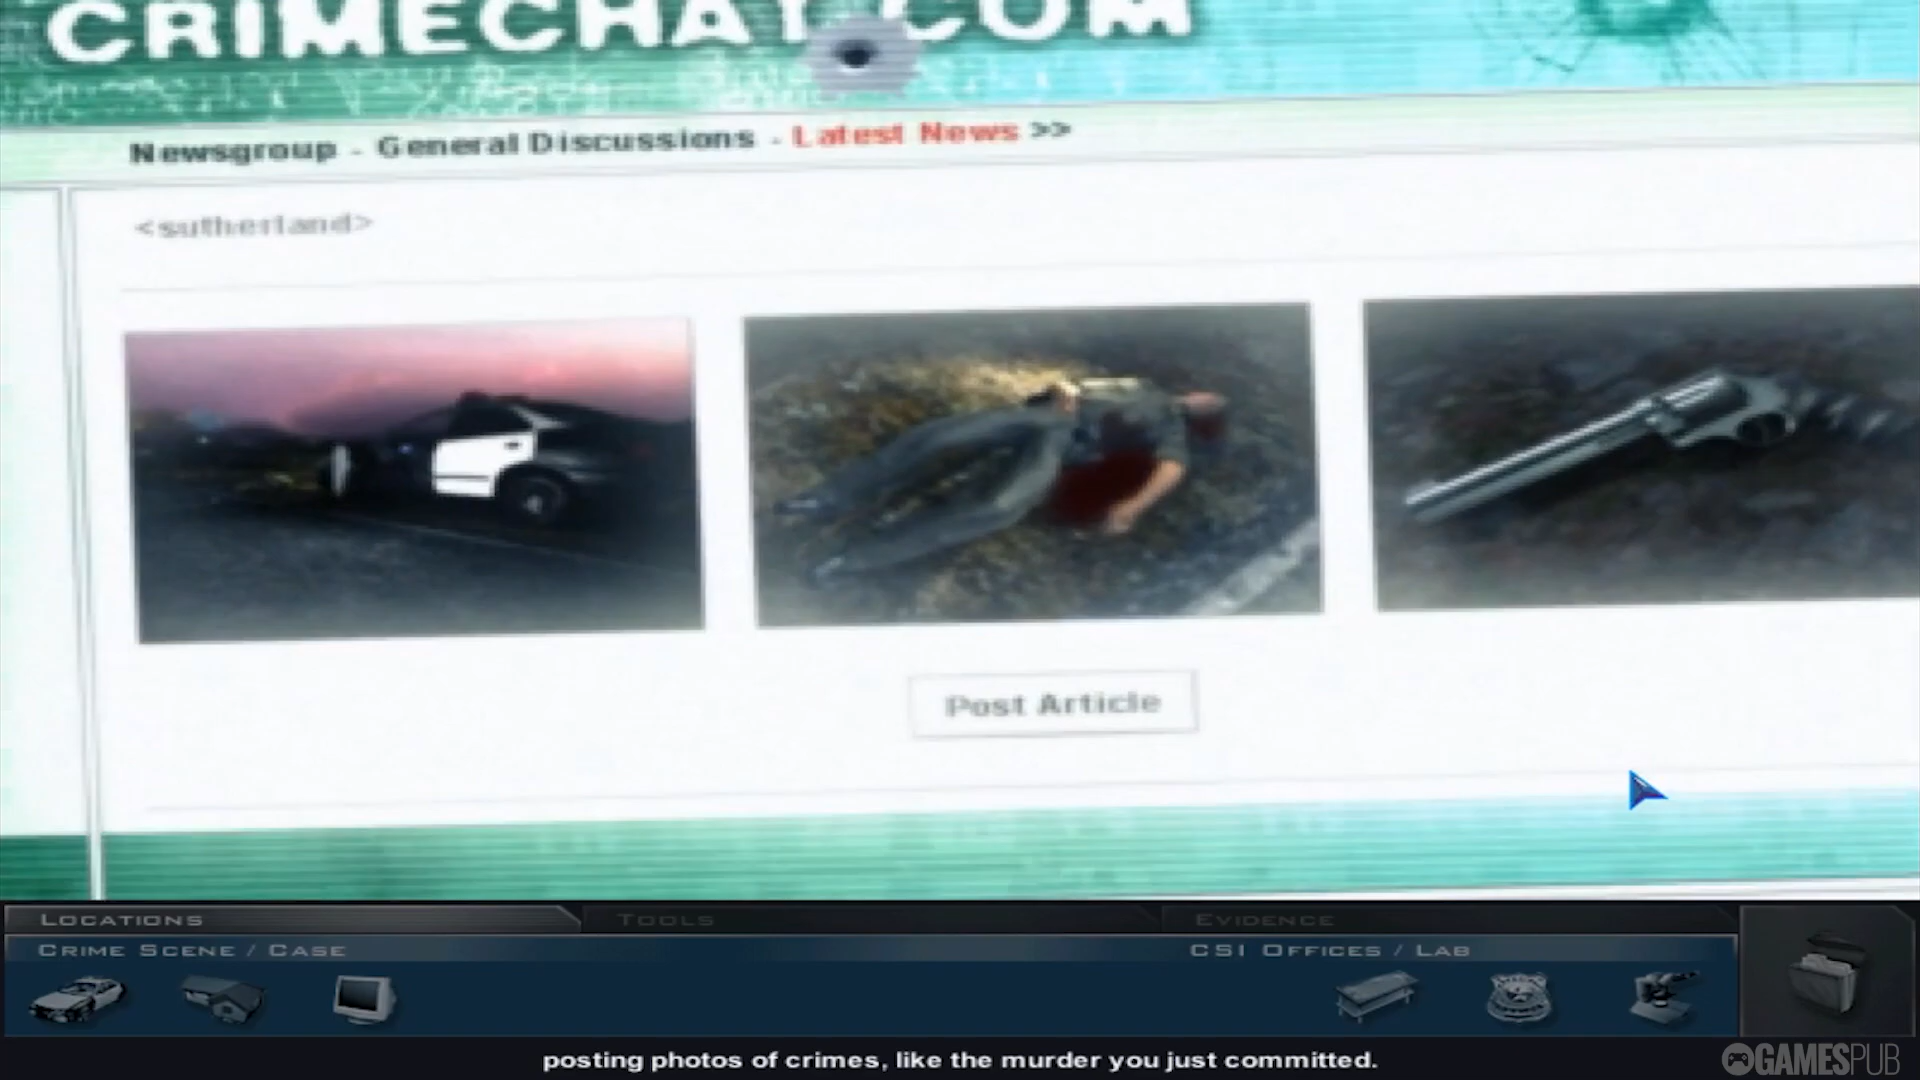 CRIMECHAT.COM
Newsgroup - General Discussions - Latest News >>
<sutherland>
Post Article
LOCATIONS
TOOLS
EVIDENCE
CRIME SCENE / CASE
CSI OFFICES / LAB
posting photos of crimes, like the murder you just committed.
GAMESPUB